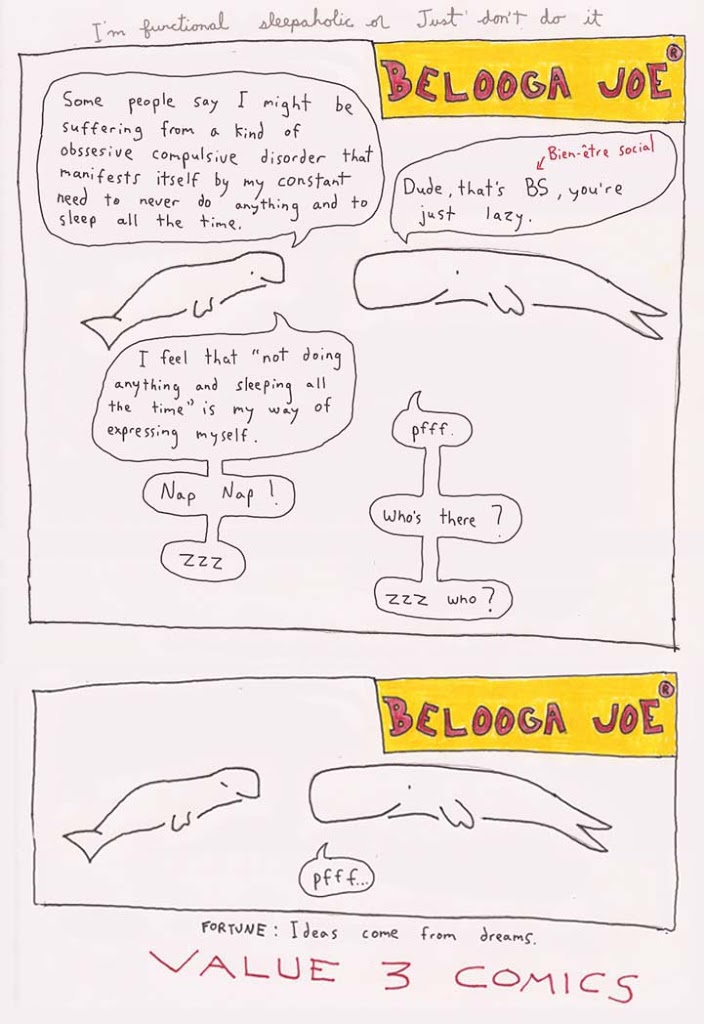 I'm functional sleepaholic or Just don't do it
BELOOGA JOE®
Some people say I might be
suffering from a kind of
obssesive compulsive disorder that
manifests itself by my constant
need to never do anything and to
sleep all the time.
Bien-être social
Dude, that's BS, you're
just lazy.
I feel that "not doing
anything and sleeping all
the time" is my way of
expressing myself.
pfff.
Nap Nap!
Who's there?
zzz
zzz who?
BELOOGA JOE®
pfff...
FORTUNE: Ideas come from dreams.
VALUE 3 COMICS